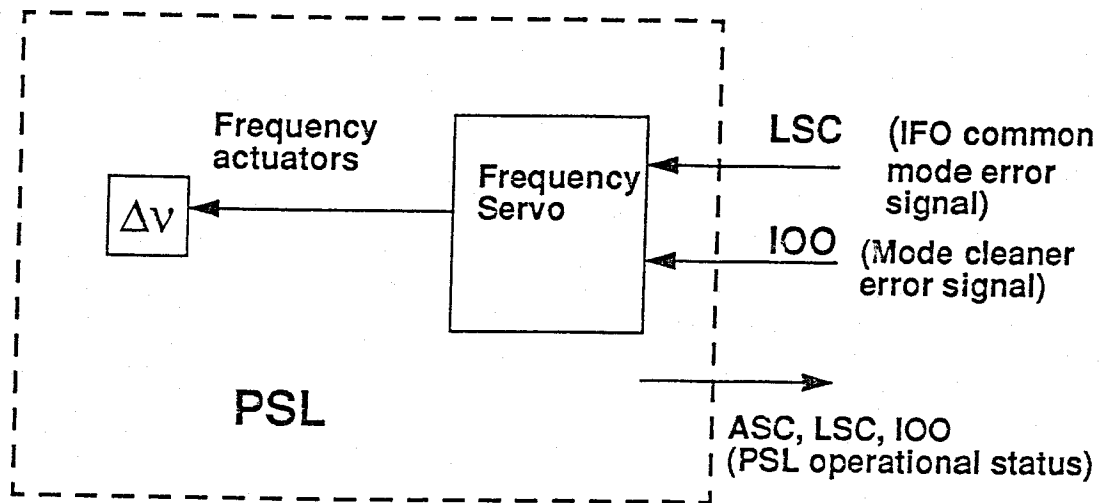 Frequency
actuators
Δν
Frequency
Servo
LSC (IFO common
mode error
signal)
IOO (Mode cleaner
error signal)
PSL
ASC, LSC, IOO
(PSL operational status)